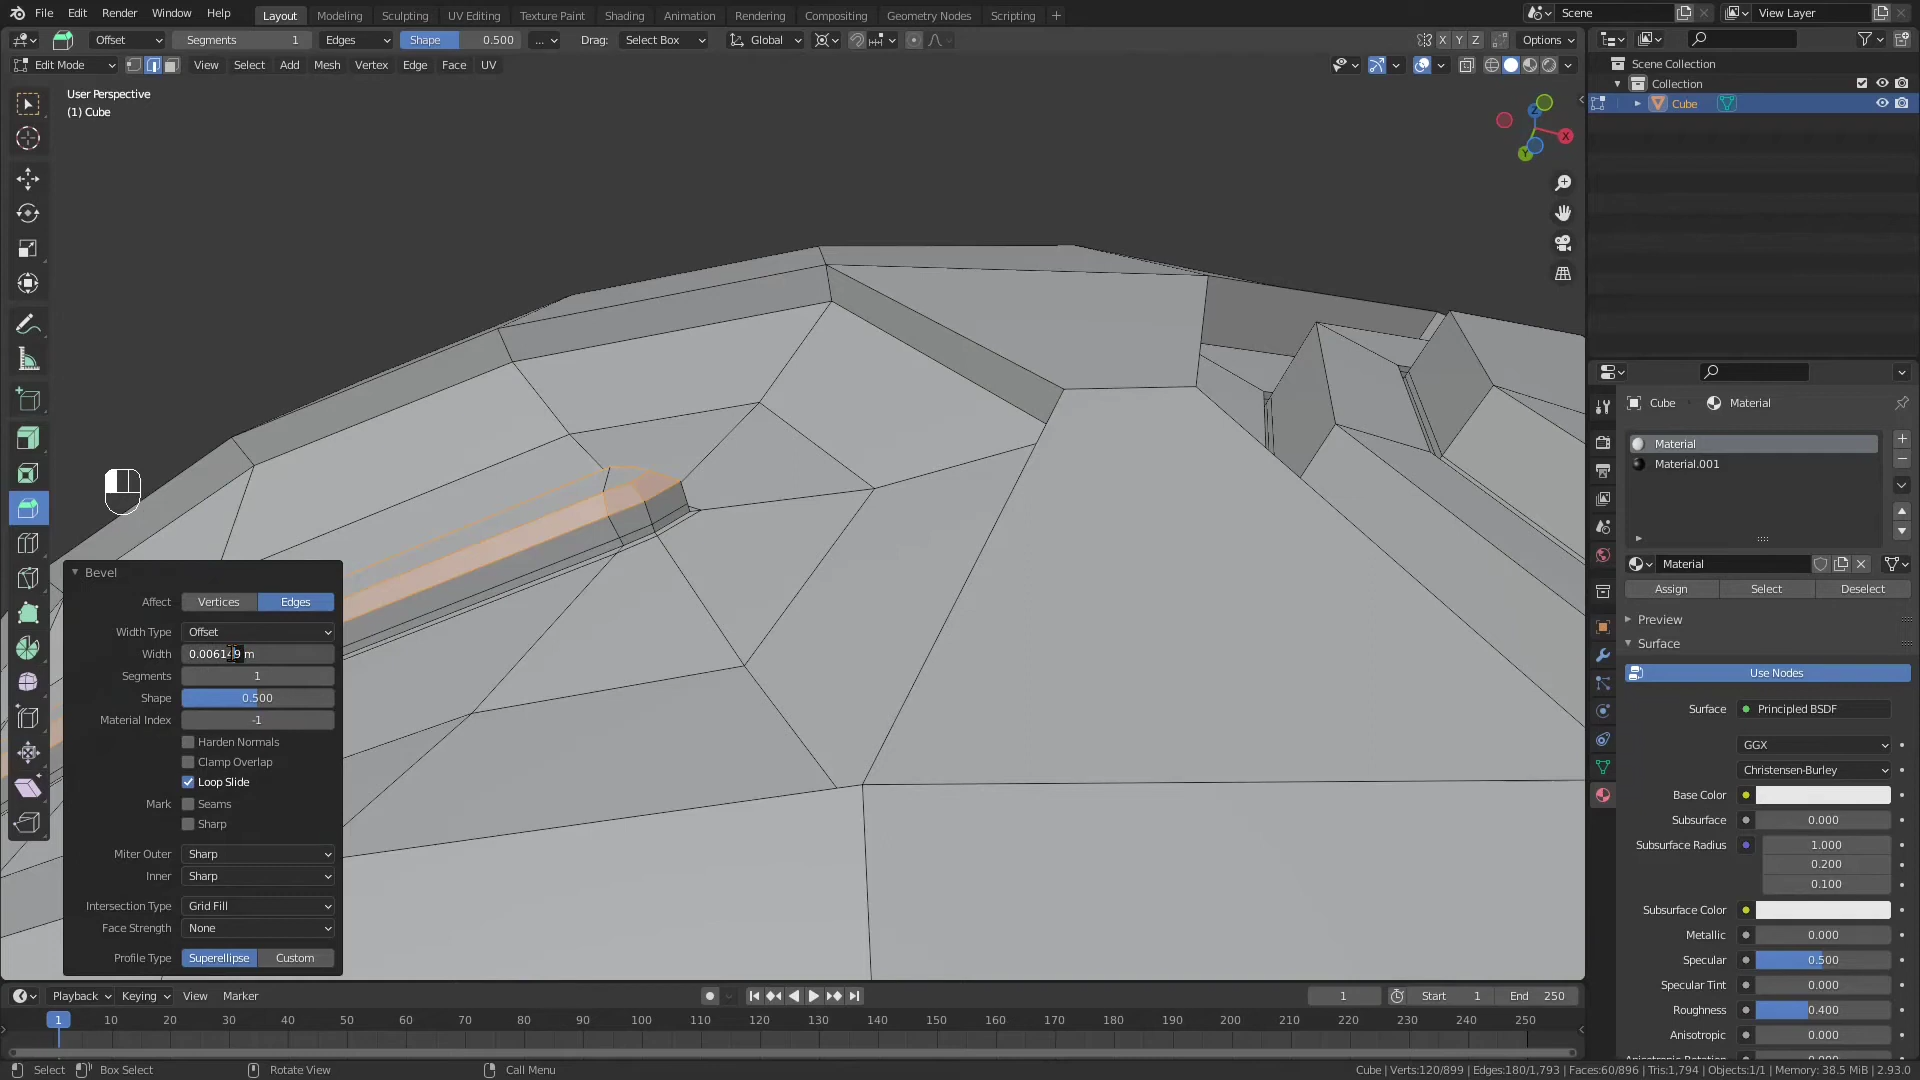 File Edit Render Window Help Layout Modeling Sculpting UV Editing Texture Paint Shading Animation Rendering Compositing Geometry Nodes Scripting + Scene View Layer
Offset Segments 1 Edges Shape 0.500 ... Drag: Select Box Global X Y Z Options
Edit Mode View Select Add Mesh Vertex Edge Face UV
User Perspective
(1) Cube
Z X Y
Scene Collection
Collection
Cube
Cube Material
Material
Material.001
Material
Assign Select Deselect
Preview
Surface
Use Nodes
Surface Principled BSDF
GGX
Christensen-Burley
Base Color
Subsurface 0.000
Subsurface Radius 1.000
0.200
0.100
Subsurface Color
Metallic 0.000
Specular 0.500
Specular Tint 0.000
Roughness 0.400
Anisotropic 0.000
Bevel
Affect Vertices Edges
Width Type Offset
Width 0.006149 m
Segments 1
Shape 0.500
Material Index -1
Harden Normals
Clamp Overlap
Loop Slide
Mark Seams
Sharp
Miter Outer Sharp
Inner Sharp
Intersection Type Grid Fill
Face Strength None
Profile Type Superellipse Custom
Playback Keying View Marker 1 Start 1 End 250
1 10 20 30 40 50 60 70 80 90 100 110 120 130 140 150 160 170 180 190 200 210 220 230 240 250
Select Box Select Rotate View Call Menu Cube | Verts:120/899 | Edges:180/1,793 | Faces:60/896 | Tris:1,794 | Objects:1/1 | Memory: 38.5 MiB | 2.93.0